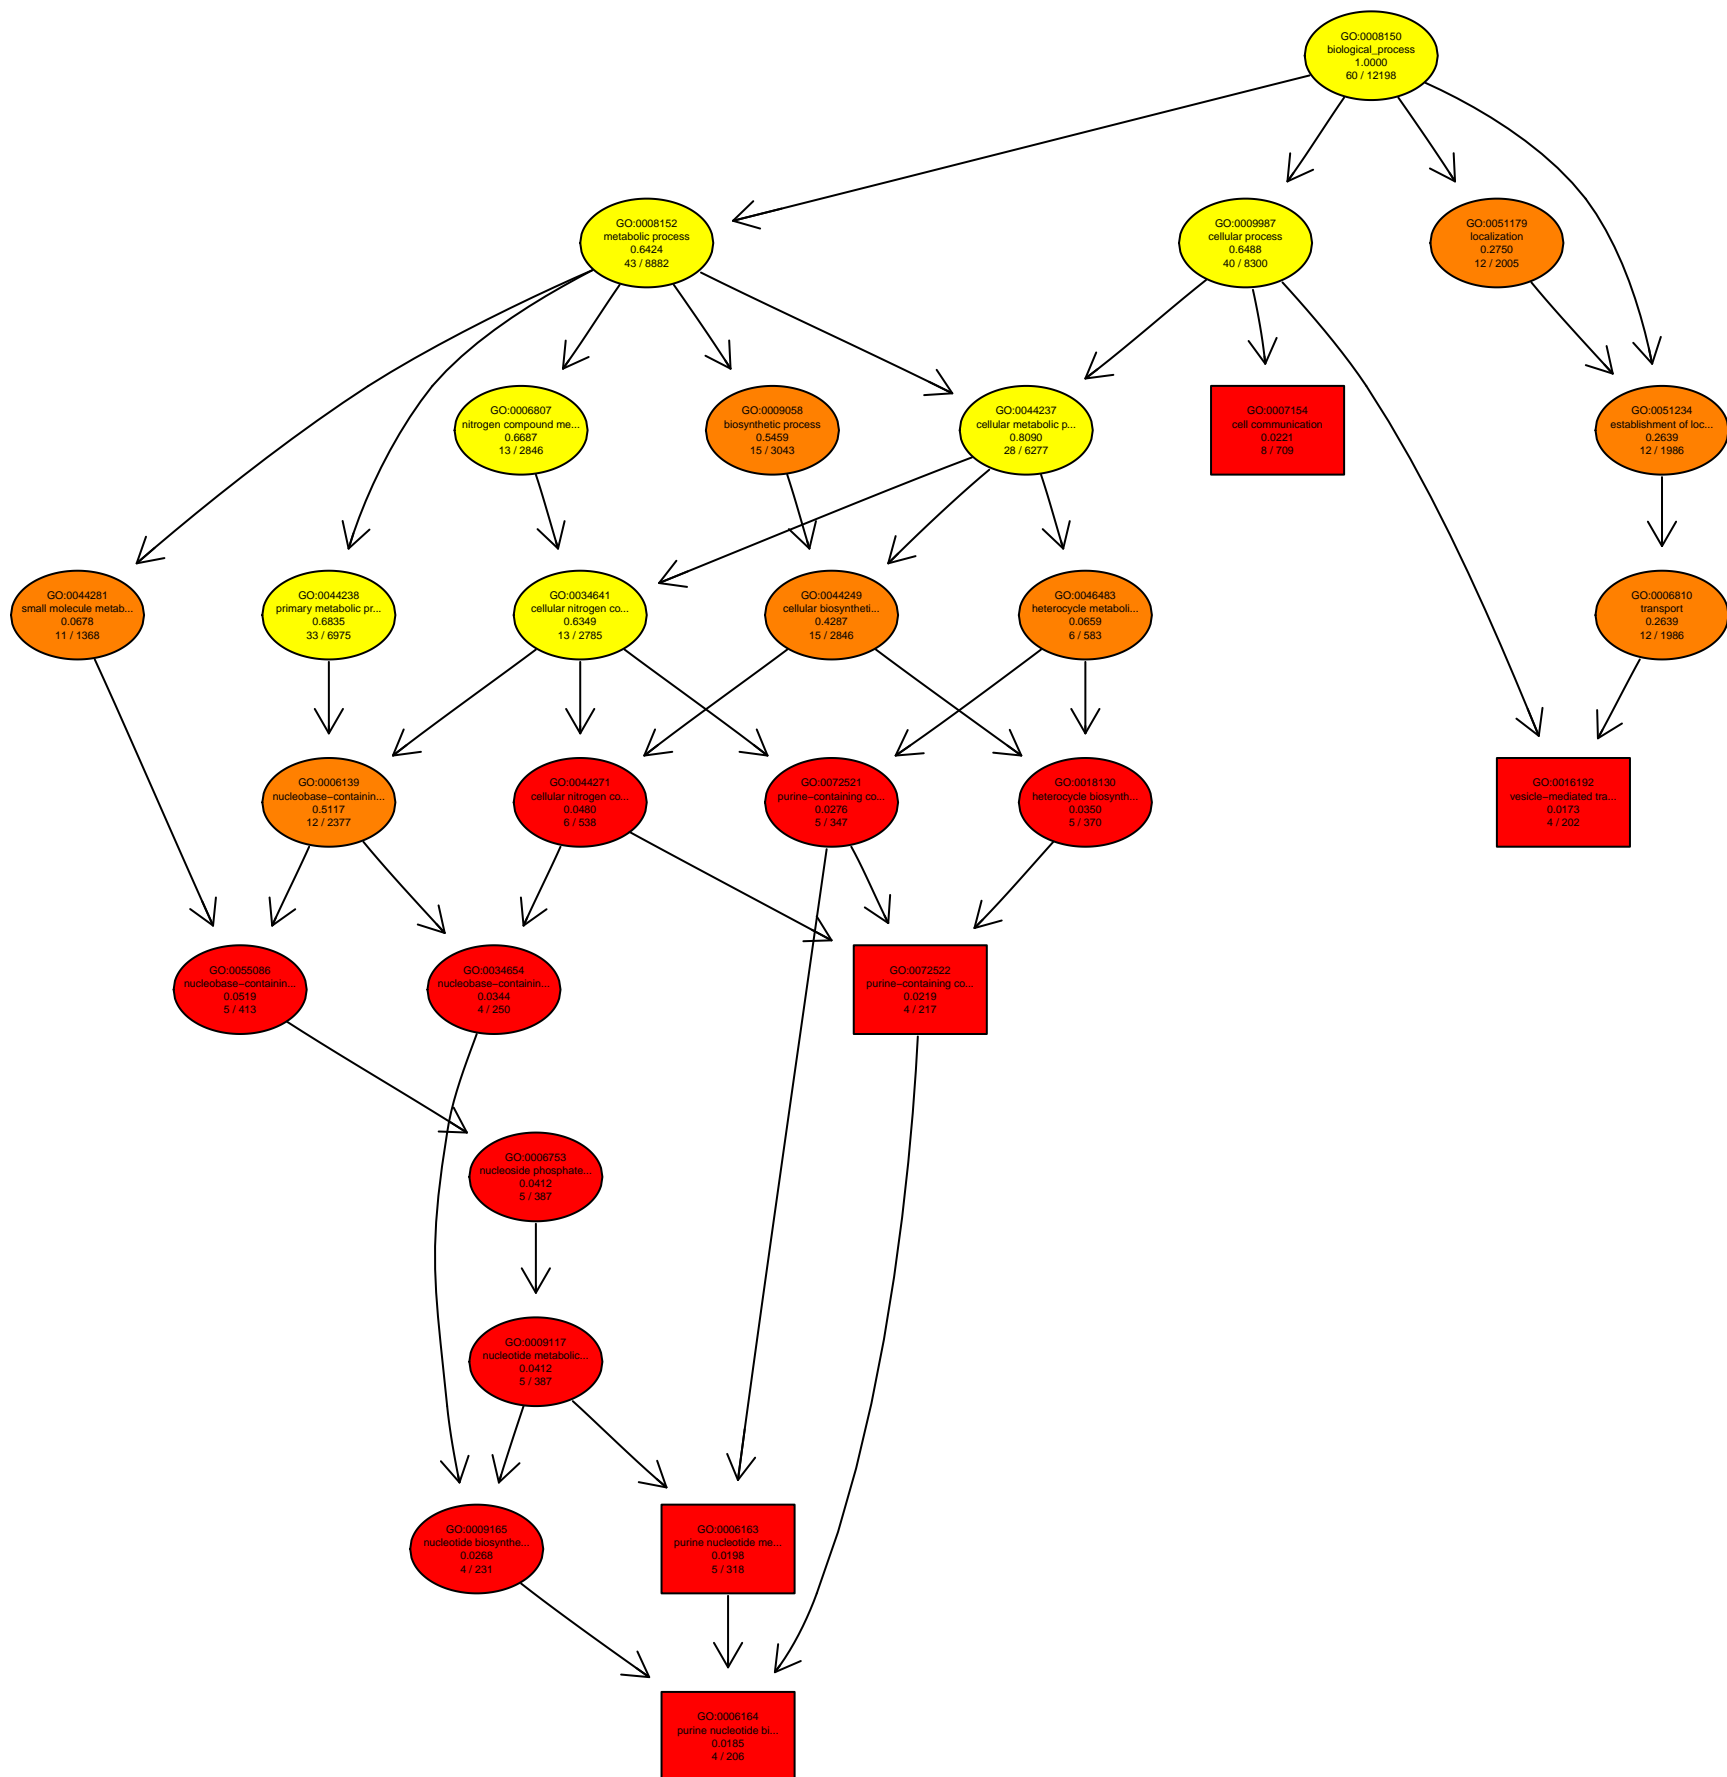 GO:0008150
biological_process
1.0000
60 / 12198
GO:0008152
metabolic process
0.6424
43 / 8882
GO:0009987
cellular process
0.6488
40 / 8300
GO:0051179
localization
0.2750
12 / 2005
GO:0006807
nitrogen compound me...
0.6687
13 / 2846
GO:0009058
biosynthetic process
0.5459
15 / 3043
GO:0044237
cellular metabolic p...
0.8090
28 / 6277
GO:0007154
cell communication
0.0221
8 / 709
GO:0051234
establishment of loc...
0.2639
12 / 1986
GO:0044281
small molecule metab...
0.0678
11 / 1368
GO:0044238
primary metabolic pr...
0.6835
33 / 6975
GO:0034641
cellular nitrogen co...
0.6349
13 / 2785
GO:0044249
cellular biosyntheti...
0.4287
15 / 2846
GO:0046483
heterocycle metaboli...
0.0659
6 / 583
GO:0006810
transport
0.2639
12 / 1986
GO:0006139
nucleobase−containin...
0.5117
12 / 2377
GO:0044271
cellular nitrogen co...
0.0480
6 / 538
GO:0072521
purine−containing co...
0.0276
5 / 347
GO:0018130
heterocycle biosynth...
0.0350
5 / 370
GO:0016192
vesicle−mediated tra...
0.0173
4 / 202
GO:0055086
nucleobase−containin...
0.0519
5 / 413
GO:0034654
nucleobase−containin...
0.0344
4 / 250
GO:0072522
purine−containing co...
0.0219
4 / 217
GO:0006753
nucleoside phosphate...
0.0412
5 / 387
GO:0009117
nucleotide metabolic...
0.0412
5 / 387
GO:0009165
nucleotide biosynthe...
0.0268
4 / 231
GO:0006163
purine nucleotide me...
0.0198
5 / 318
GO:0006164
purine nucleotide bi...
0.0185
4 / 206